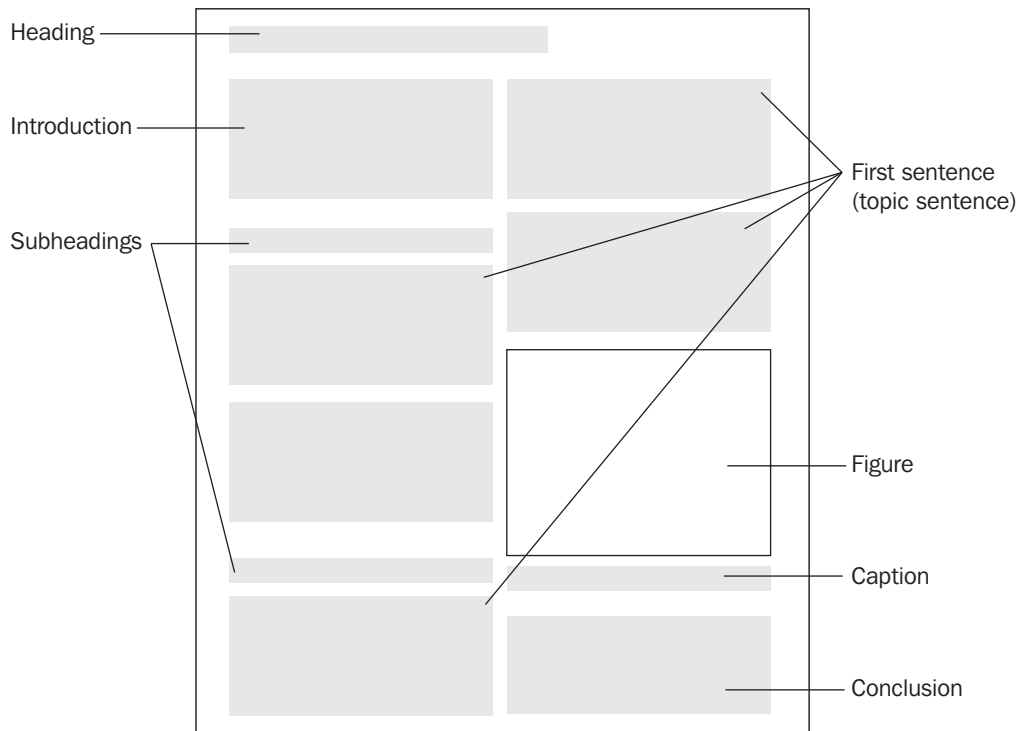 Heading
Introduction
Subheadings
First sentence
(topic sentence)
Figure
Caption
Conclusion